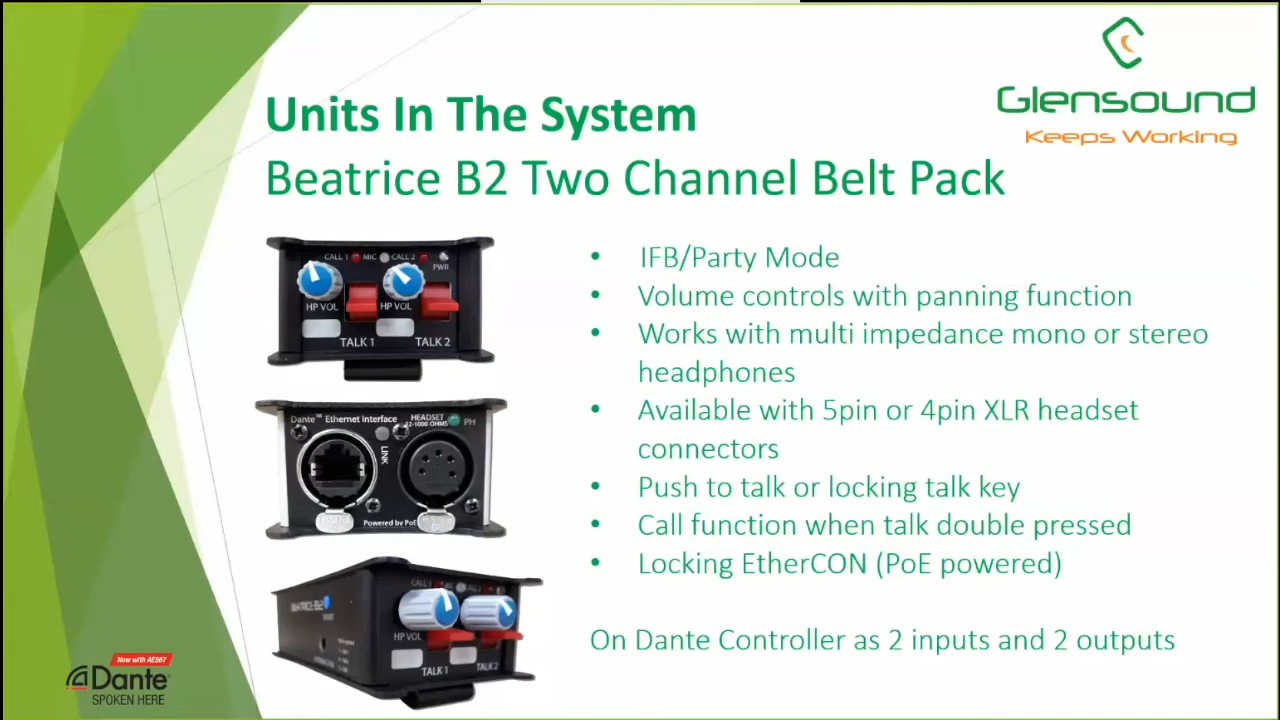 Glensound
Keeps Working
Units In The System
Beatrice B2 Two Channel Belt Pack
CALL 1 MIC CALL 2
PWR
HP VOL HP VOL
TALK 1 TALK 2
Dante™ Ethernet Interface HEADSET
PH
LINK
Powered by PoE
HP VOL
TALK 1 TALK 2
• IFB/Party Mode
• Volume controls with panning function
• Works with multi impedance mono or stereo
headphones
• Available with 5pin or 4pin XLR headset
connectors
• Push to talk or locking talk key
• Call function when talk double pressed
• Locking EtherCON (PoE powered)
On Dante Controller as 2 inputs and 2 outputs
Now with AES67
Dante
SPOKEN HERE